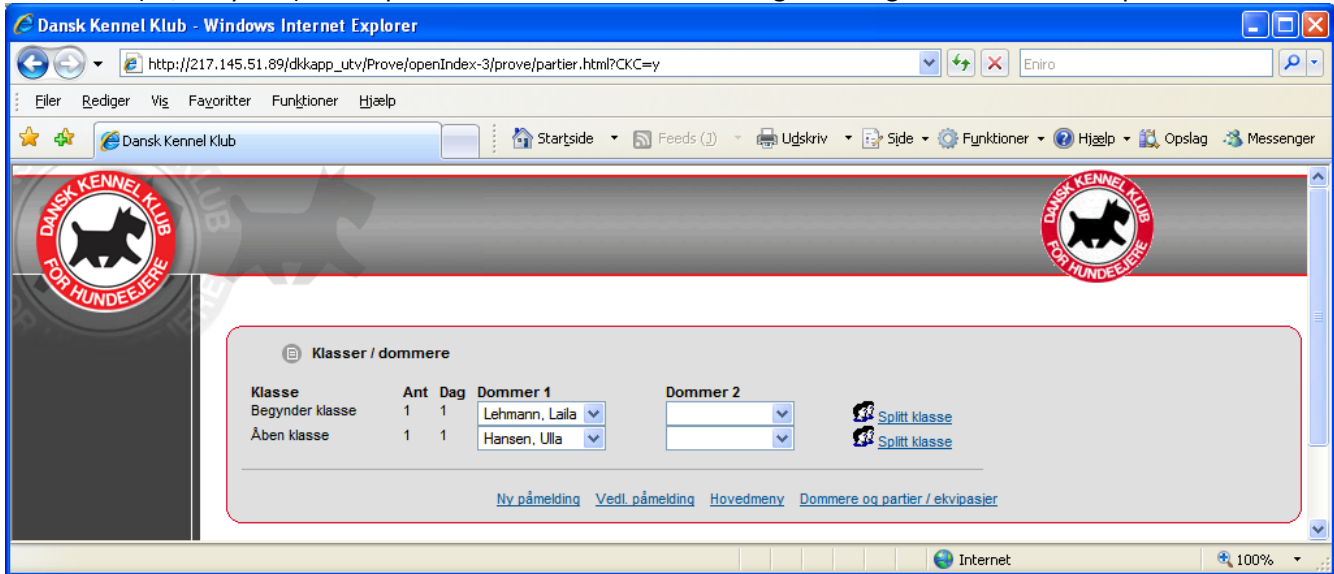 Dansk Kennel Klub - Windows Internet Explorer
http://217.145.51.89/dkkapp_utv/Prove/openIndex-3/prove/partier.html?CKC=y Eniro
Filer Rediger Vis Favoritter Funktioner Hjælp
Dansk Kennel Klub Startside Feeds (J) Udskriv Side Funktioner Hjælp Opslag Messenger
DANSK KENNEL KLUB
FOR HUNDEEJERE
DANSK KENNEL KLUB
FOR HUNDEEJERE
Klasser / dommere
Klasse Ant Dag Dommer 1 Dommer 2
Begynder klasse 1 1 Lehmann, Laila Splitt klasse
Åben klasse 1 1 Hansen, Ulla Splitt klasse
Ny påmelding Vedl. påmelding Hovedmeny Dommere og partier / ekvipasjer
Internet 100%